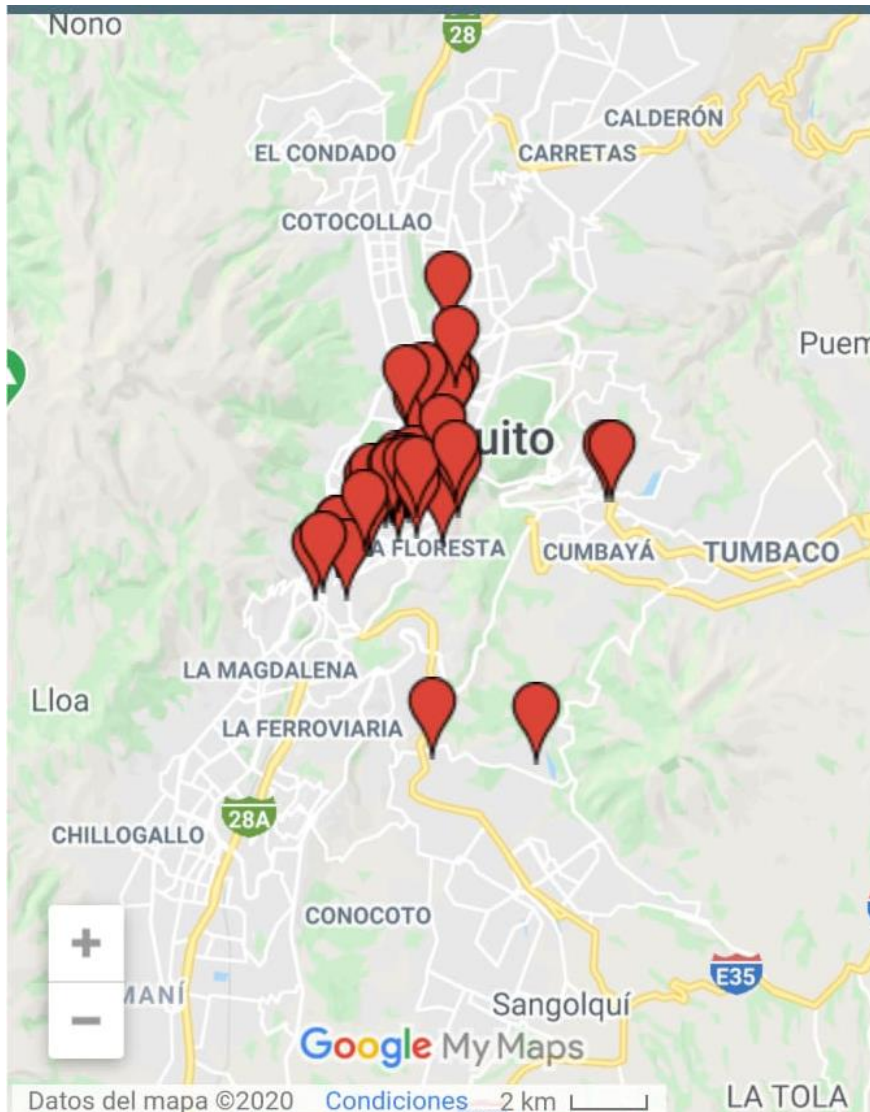 Nono
28
CALDERÓN
EL CONDADO
CARRETAS
COTOCOLLAO
Puem
uito
A FLORESTA
CUMBAYÁ
TUMBACO
LA MAGDALENA
Lloa
LA FERROVIARIA
28A
CHILLOGALLO
CONOCOTO
+
MANÍ
−
E35
Sangolquí
Google My Maps
Datos del mapa ©2020 Condiciones 2 km
LA TOLA